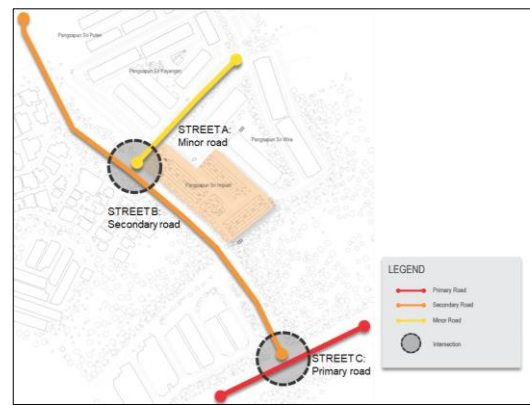 Pangsapuri Sri Puteri
Pangsapuri Sri Kayangan
STREET A:
Minor road
Pangsapuri Sri Wira
Pangsapuri Sri Impian
STREET B:
Secondary road
LEGEND
Primary Road
Secondary Road
Minor Road
Intersection
STREET C:
Primary road